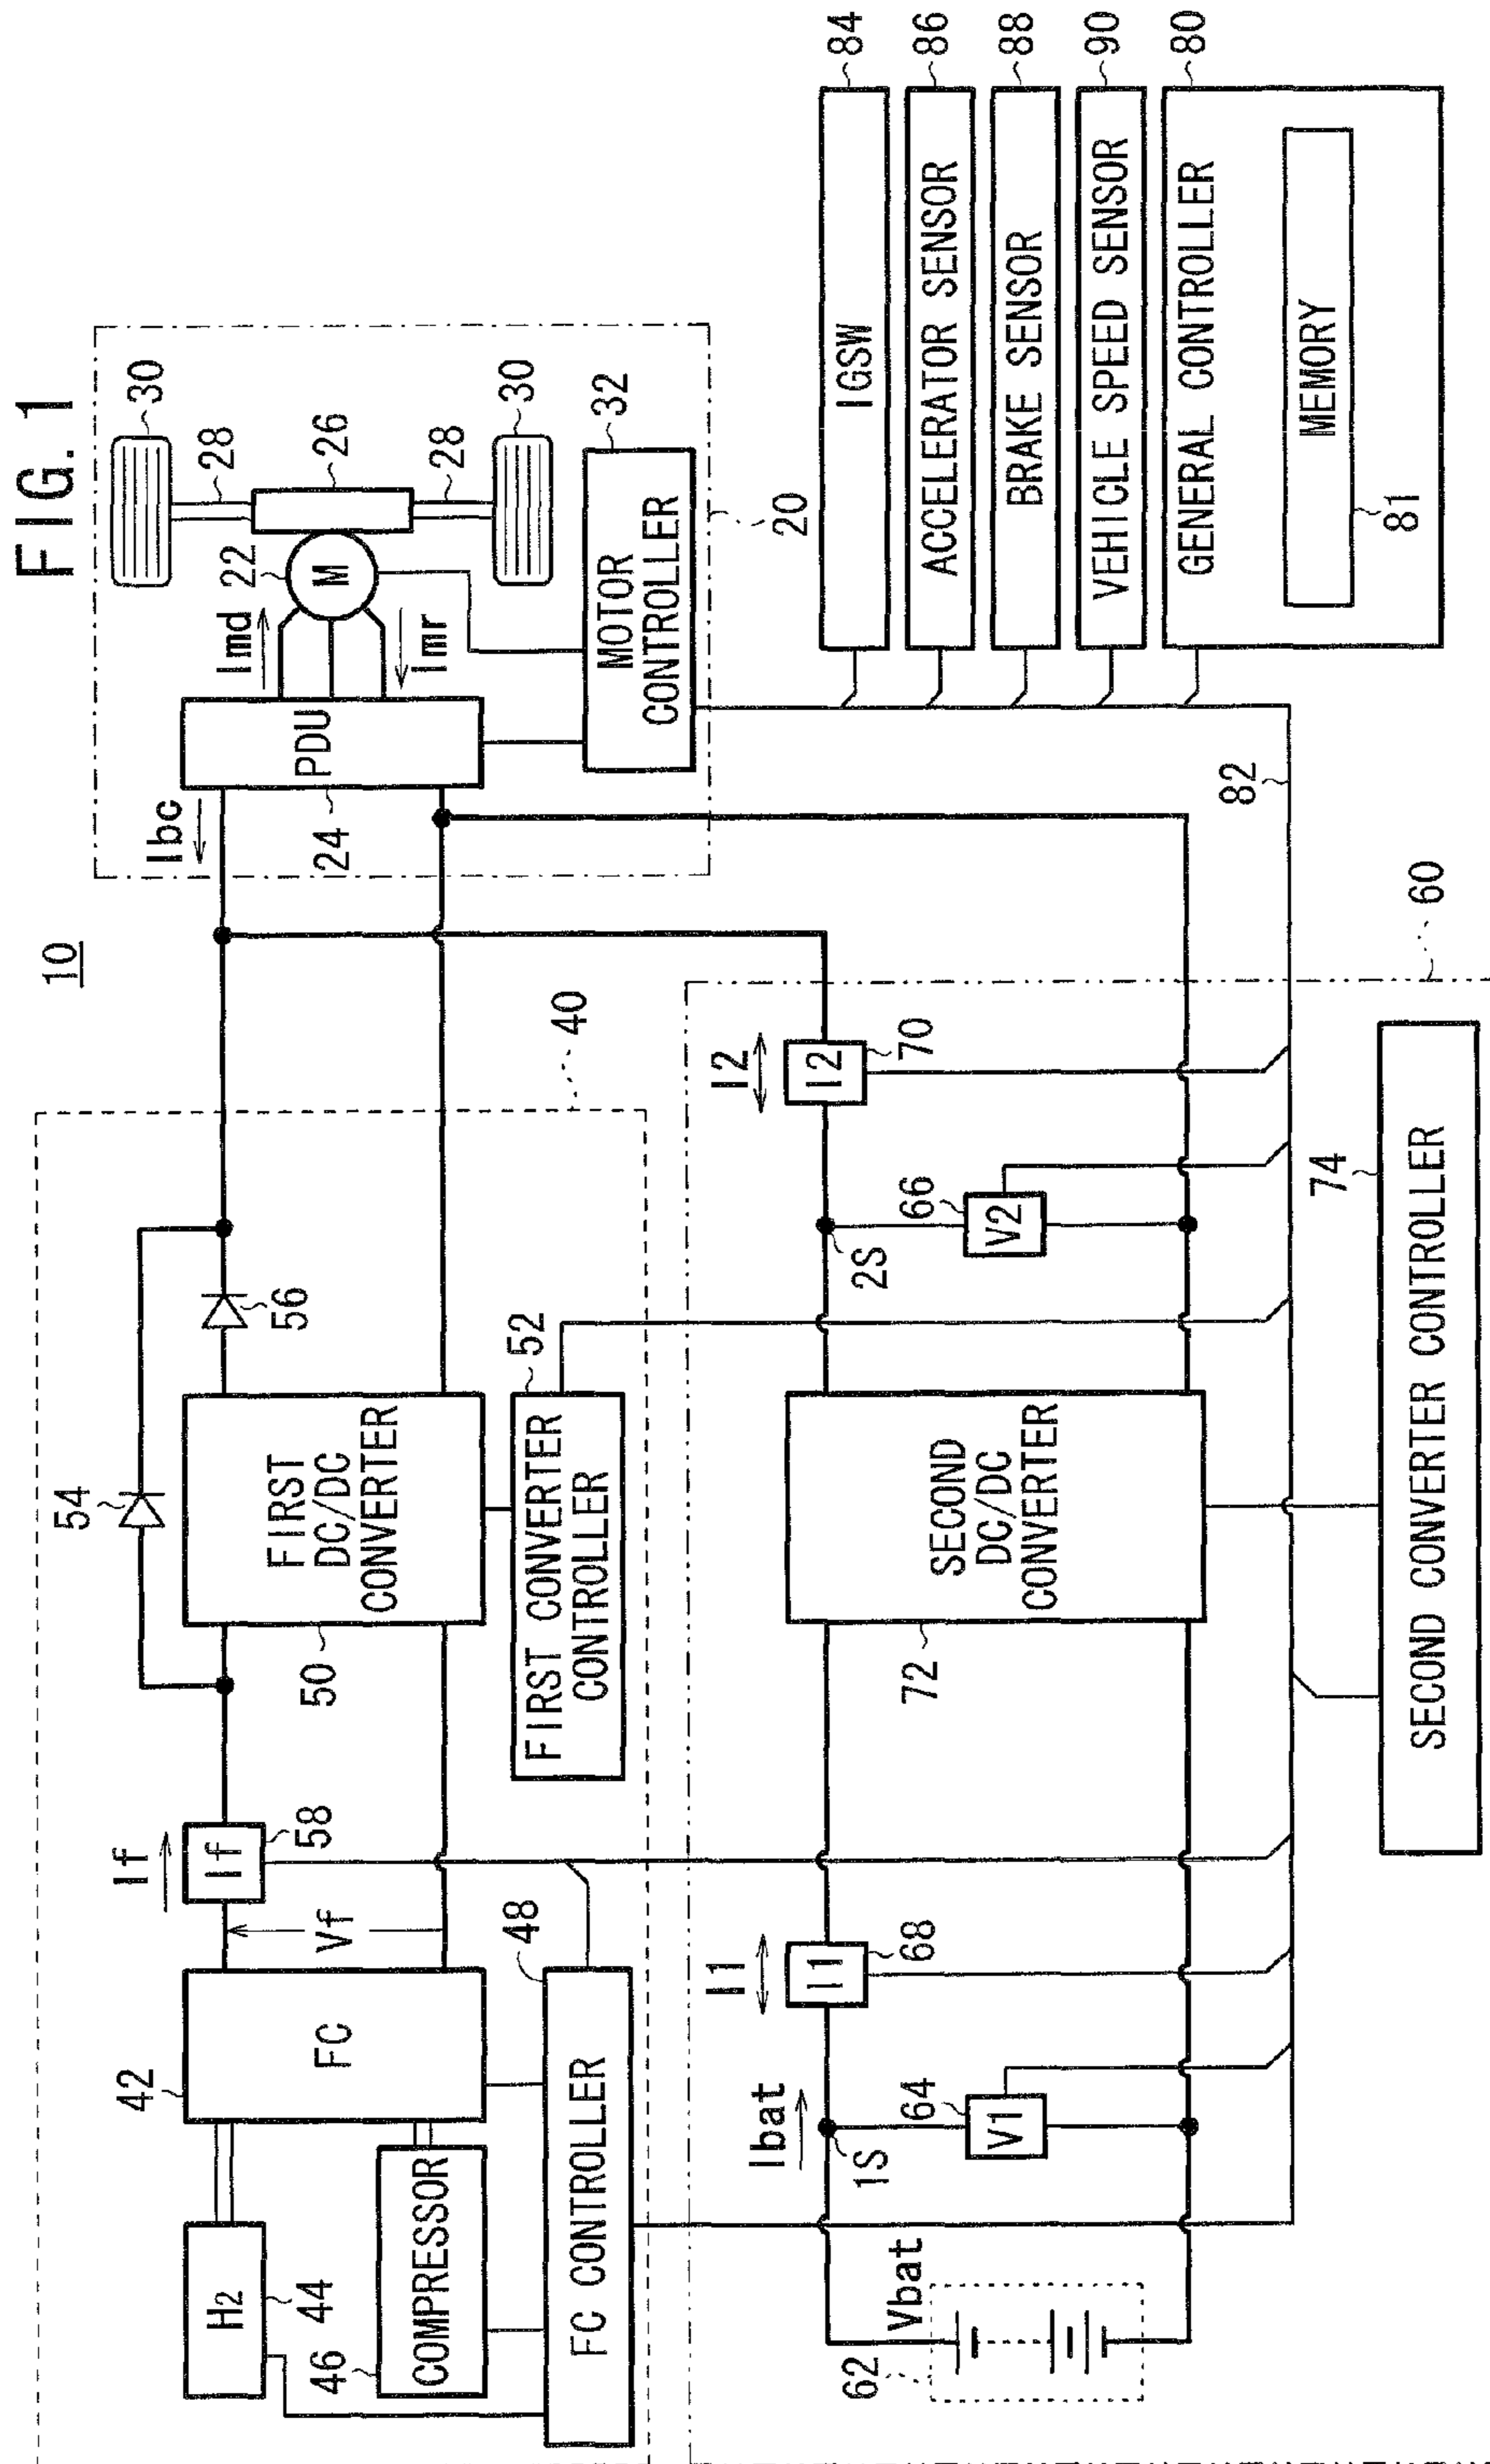 FIG. 1
10
30
28
26
22
M
28
30
Imd
Imr
PDU
24
Ibc
MOTOR
CONTROLLER
32
20
40
54
56
FIRST
DC/DC
CONVERTER
50
FIRST CONVERTER
CONTROLLER
52
If
If
58
Vf
FC
42
H2
44
COMPRESSOR
46
FC CONTROLLER
48
60
I2
I2
70
2S
V2
66
SECOND
DC/DC
CONVERTER
72
I1
I1
68
Ibat
1S
V1
64
Vbat
62
SECOND CONVERTER CONTROLLER
74
82
IGSW
84
ACCELERATOR SENSOR
86
BRAKE SENSOR
88
VEHICLE SPEED SENSOR
90
GENERAL CONTROLLER
80
MEMORY
81